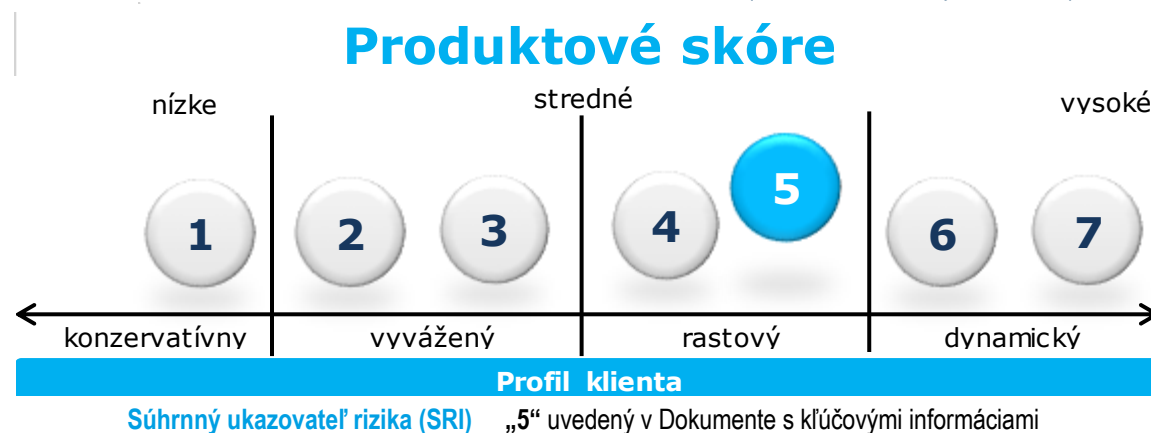 Produktové skóre
nízke stredné vysoké
1 2 3 4 5 6 7
konzervatívny vyvážený rastový dynamický
Profil klienta
Súhrnný ukazovateľ rizika (SRI) „5“ uvedený v Dokumente s kľúčovými informáciami